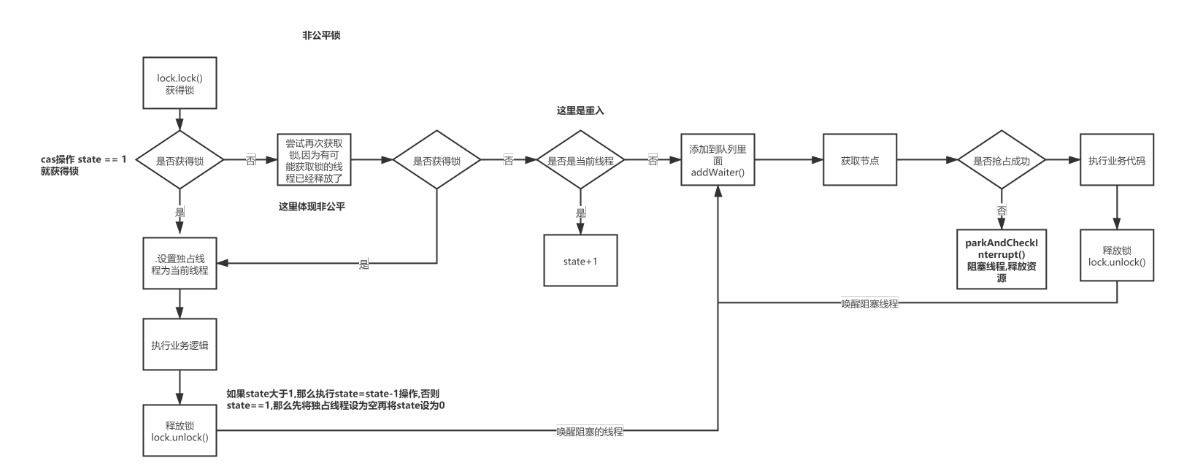 非公平锁
lock.lock()
获得锁
这里是重入
cas操作 state == 1
就获得锁
是否获得锁
否
尝试再次获取
锁,因为有可
能获取锁的线
程已经释放了
是否获得锁
否
是否是当前线程
否
添加到队列里
面
addWaiter()
获取节点
是否抢占成功
执行业务代码
这里体现非公平
是
是
否
.设置独占线
程为当前线程
是
state+1
parkAndCheckI
nterrupt()
阻塞线程,释放资
源
释放锁
lock.unlock()
唤醒阻塞线程
执行业务逻辑
如果state大于1,那么执行state=state-1操作,否则
state==1,那么先将独占线程设为空再将state设为0
释放锁
lock.unlock()
唤醒阻塞的线程